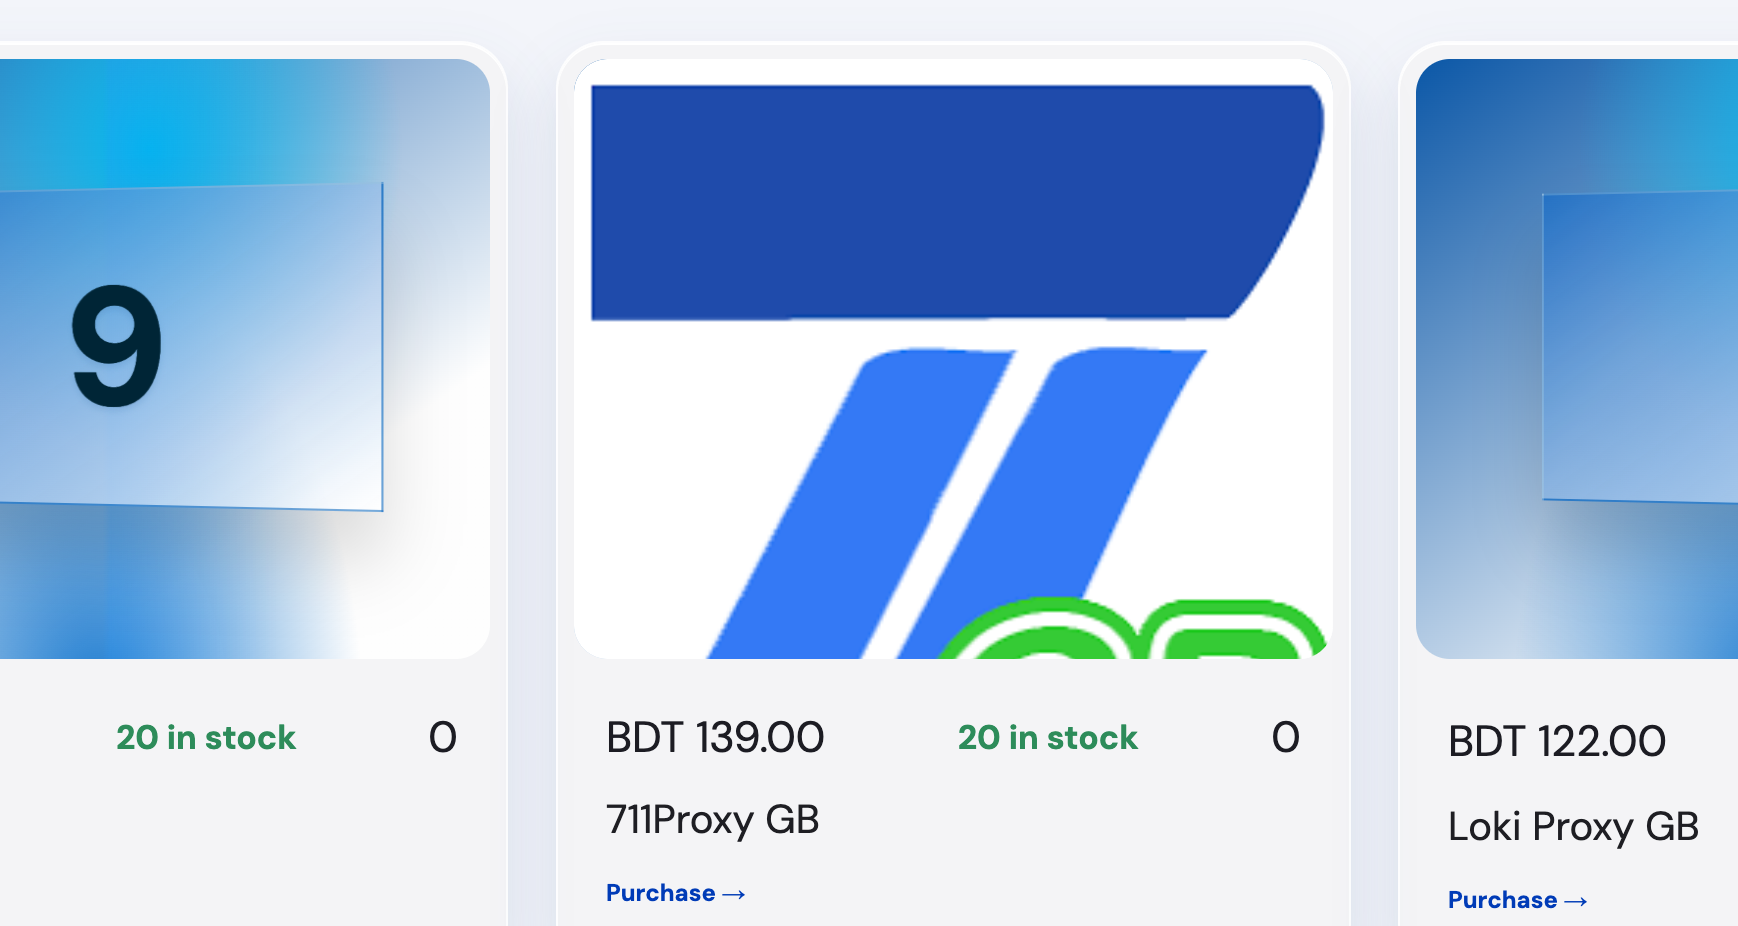 9
20 in stock 0
BDT 139.00 20 in stock 0
711Proxy GB
Purchase →
BDT 122.00
Loki Proxy GB
Purchase →